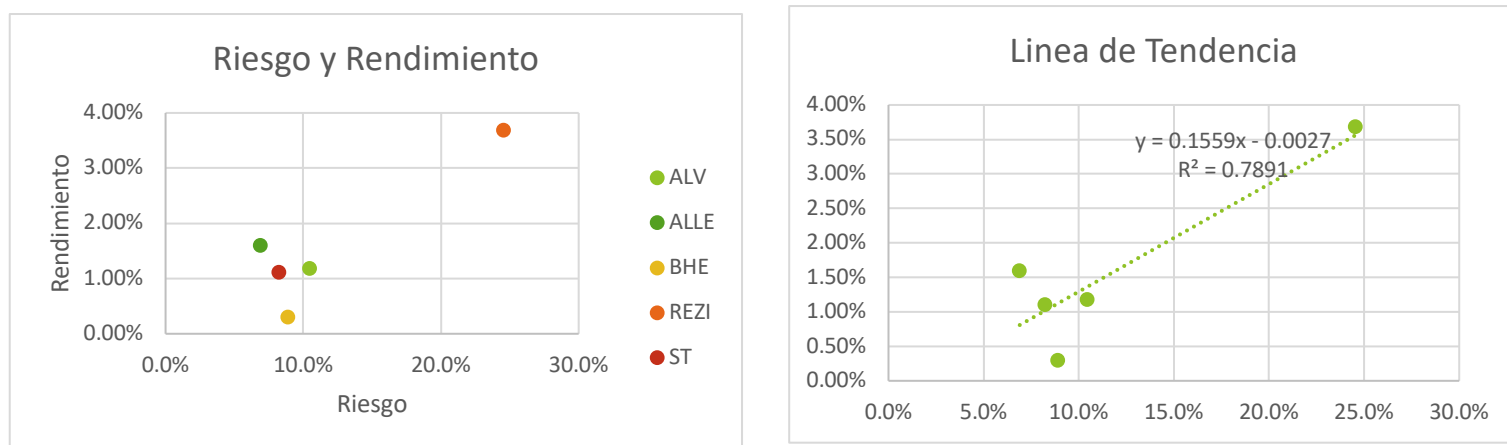 Riesgo y Rendimiento
Rendimiento
4.00%
3.00%
2.00%
1.00%
0.00%
0.0%
10.0%
20.0%
30.0%
Riesgo
ALV
ALLE
BHE
REZI
ST
Linea de Tendencia
4.00%
3.50%
3.00%
2.50%
2.00%
1.50%
1.00%
0.50%
0.00%
y = 0.1559x - 0.0027
R² = 0.7891
0.0%
5.0%
10.0%
15.0%
20.0%
25.0%
30.0%